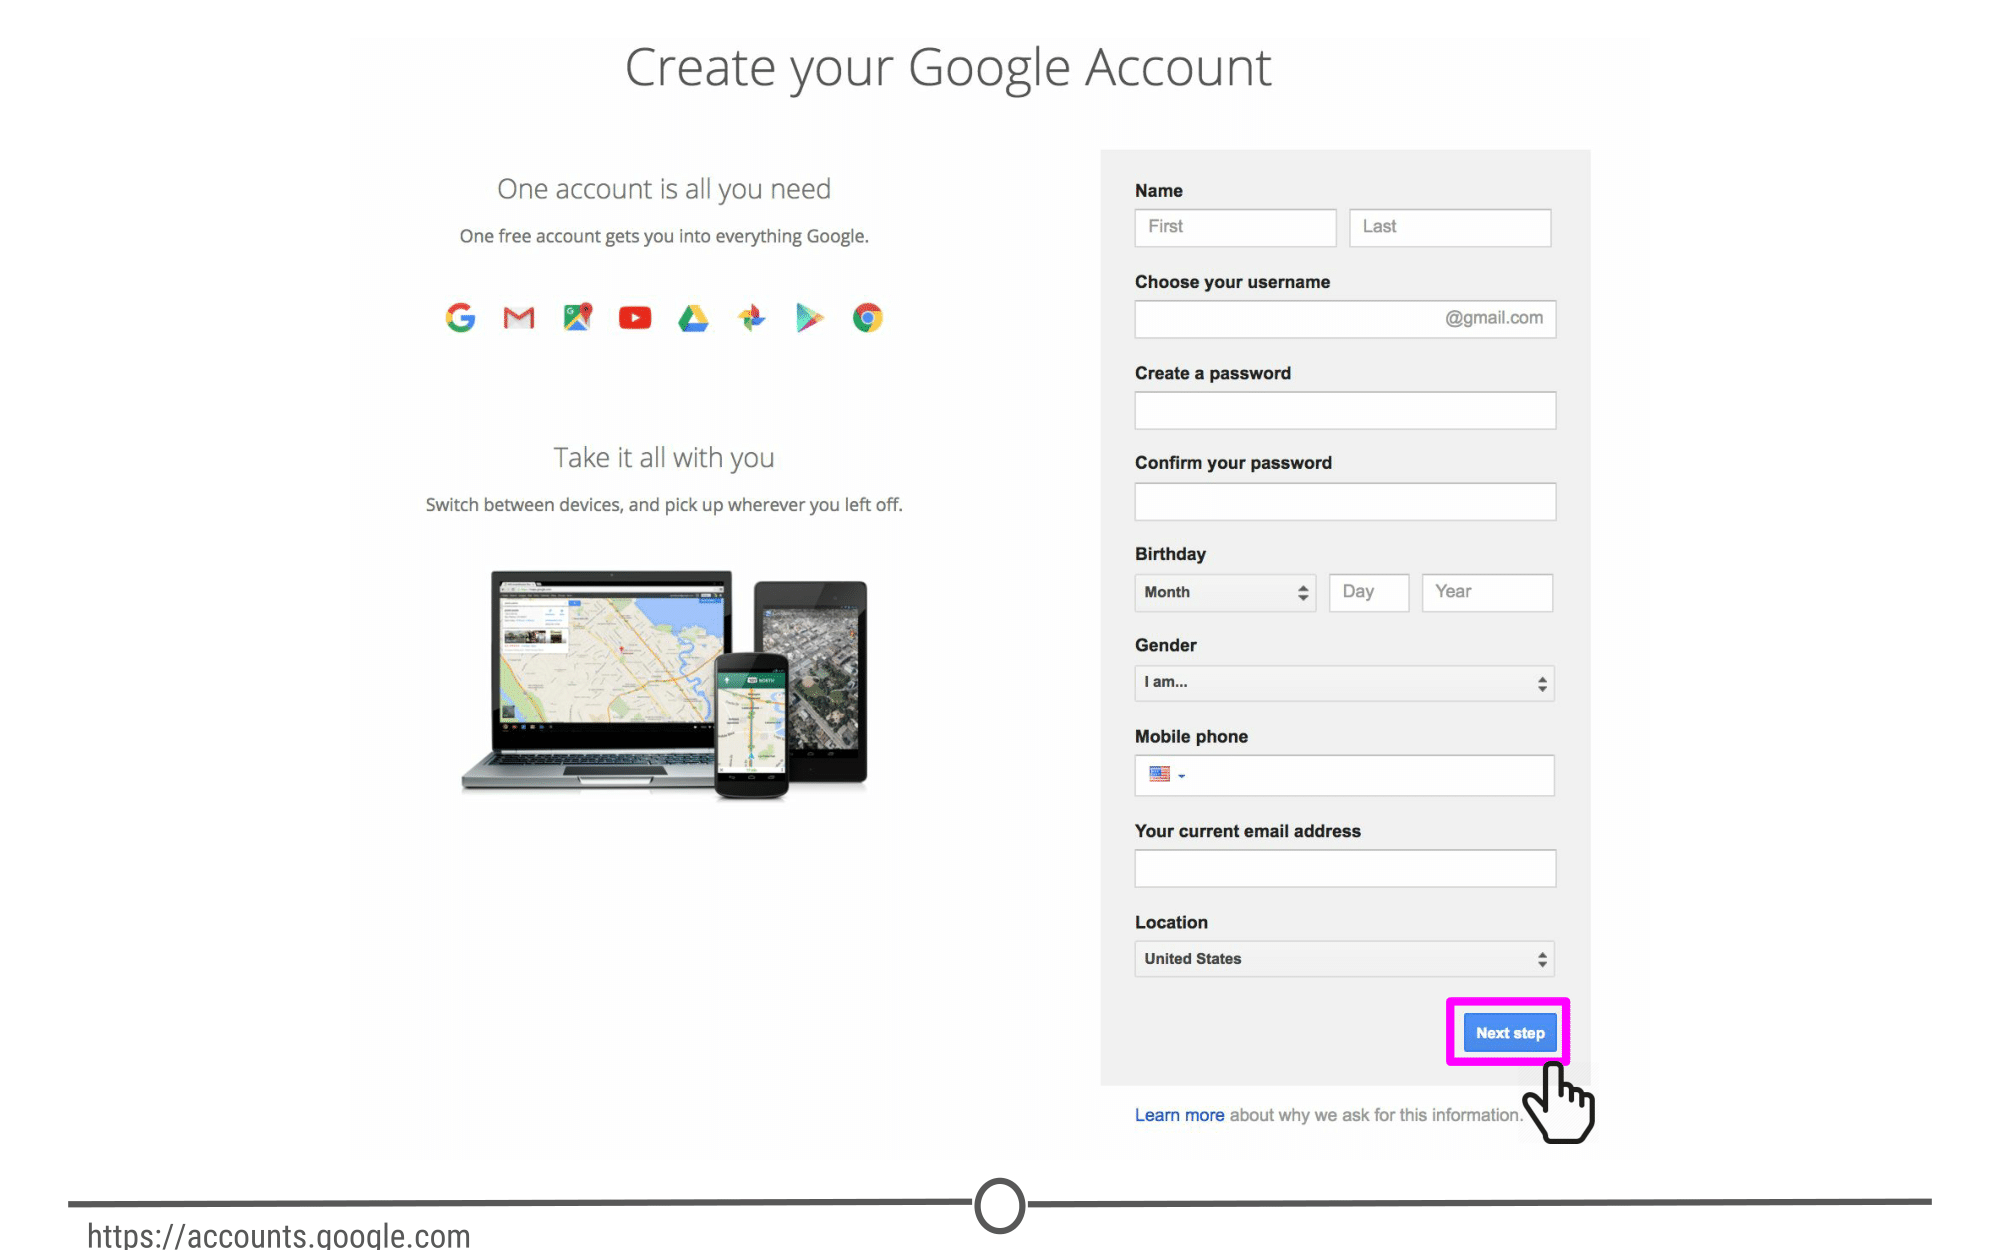 Create your Google Account
One account is all you need
One free account gets you into everything Google.
Take it all with you
Switch between devices, and pick up wherever you left off.
NORTH
Name
First Last
Choose your username
@gmail.com
Create a password
Confirm your password
Birthday
Month Day Year
Gender
I am...
Mobile phone
Your current email address
Location
United States
Next step
Learn more about why we ask for this information.
https://accounts.google.com